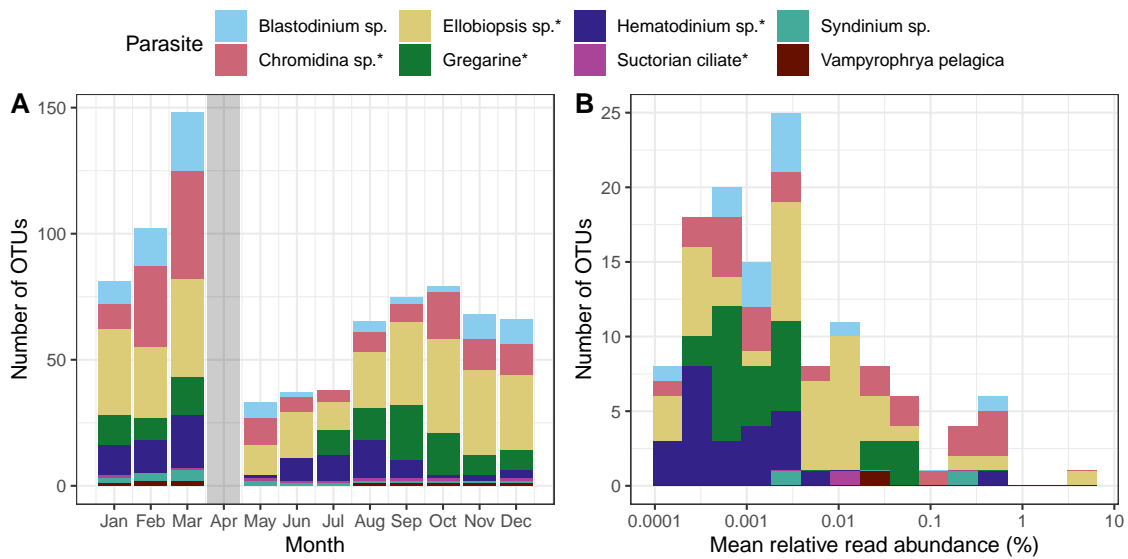 Parasite
Blastodinium sp.
Ellobiopsis sp.*
Hematodinium sp.*
Syndinium sp.
Chromidina sp.*
Gregarine*
Suctorian ciliate*
Vampyrophrya pelagica
A
150
100
50
0
Number of OTUs
Jan Feb Mar Apr May Jun Jul Aug Sep Oct Nov Dec
Month
B
25
20
15
10
5
0
Number of OTUs
0.0001 0.001 0.01 0.1 1 10
Mean relative read abundance (%)